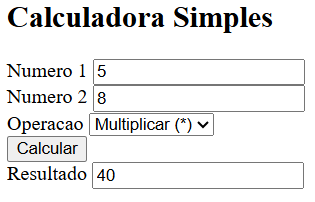 Calculadora Simples
Numero 1 5
Numero 2 8
Operacao Multiplicar (*)
Calcular
Resultado 40